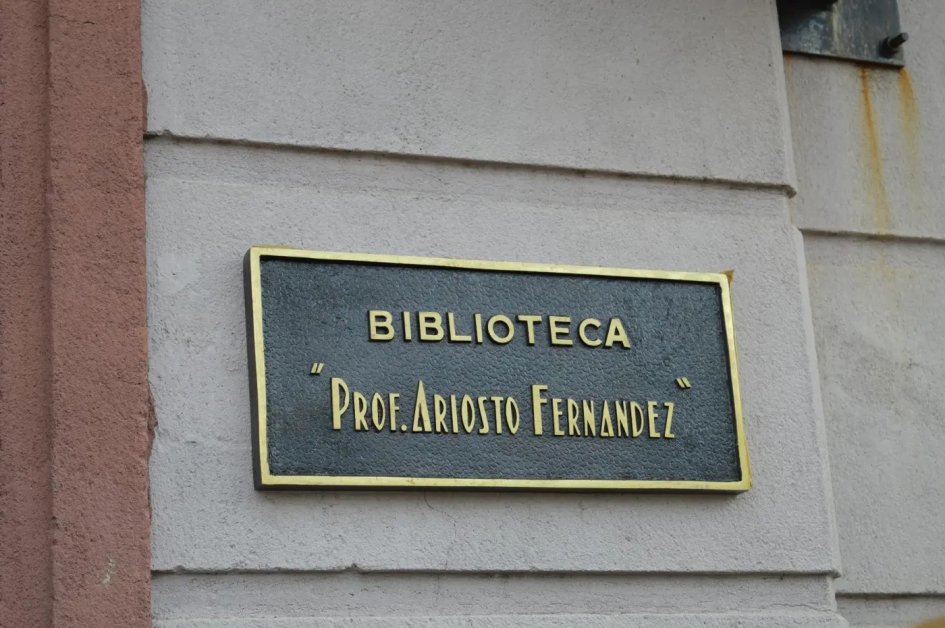 BIBLIOTECA
"PROF. ARIOSTO FERNANDEZ"